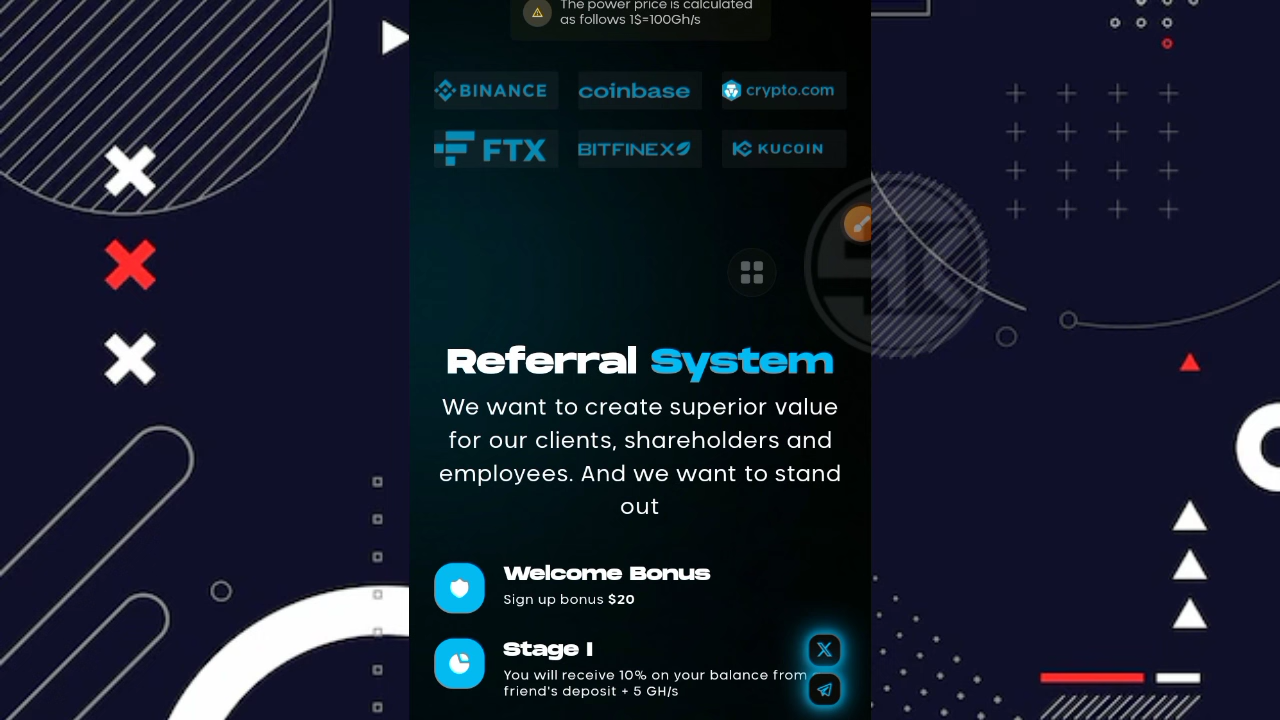 The power price is calculated
as follows 1$=100Gh/s
BINANCE coinbase crypto.com
FTX BITFINEX KUCOIN
Referral System
We want to create superior value
for our clients, shareholders and
employees. And we want to stand
out
Welcome Bonus
Sign up bonus $20
Stage I
You will receive 10% on your balance from
friend's deposit + 5 GH/s